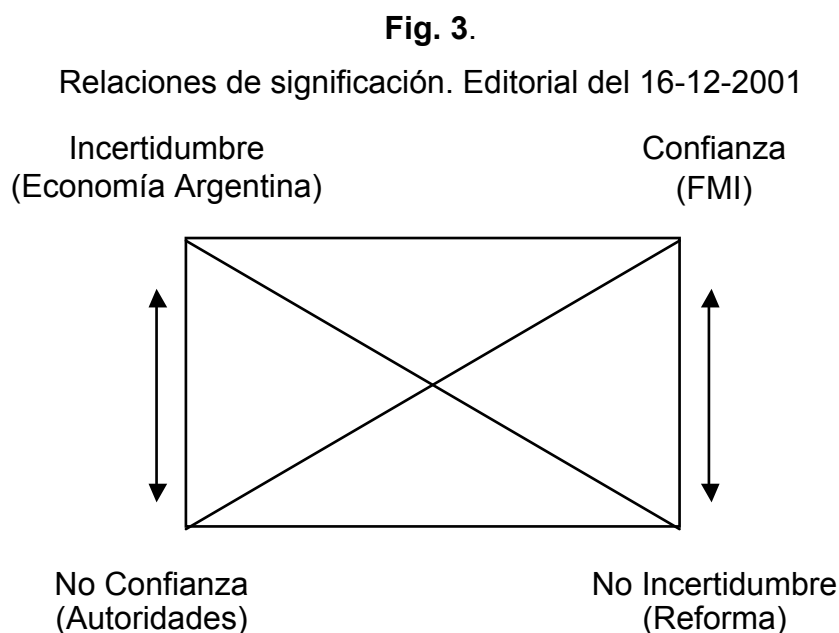 Fig. 3.
Relaciones de significación. Editorial del 16-12-2001
Incertidumbre
(Economía Argentina)
Confianza
(FMI)
No Confianza
(Autoridades)
No Incertidumbre
(Reforma)